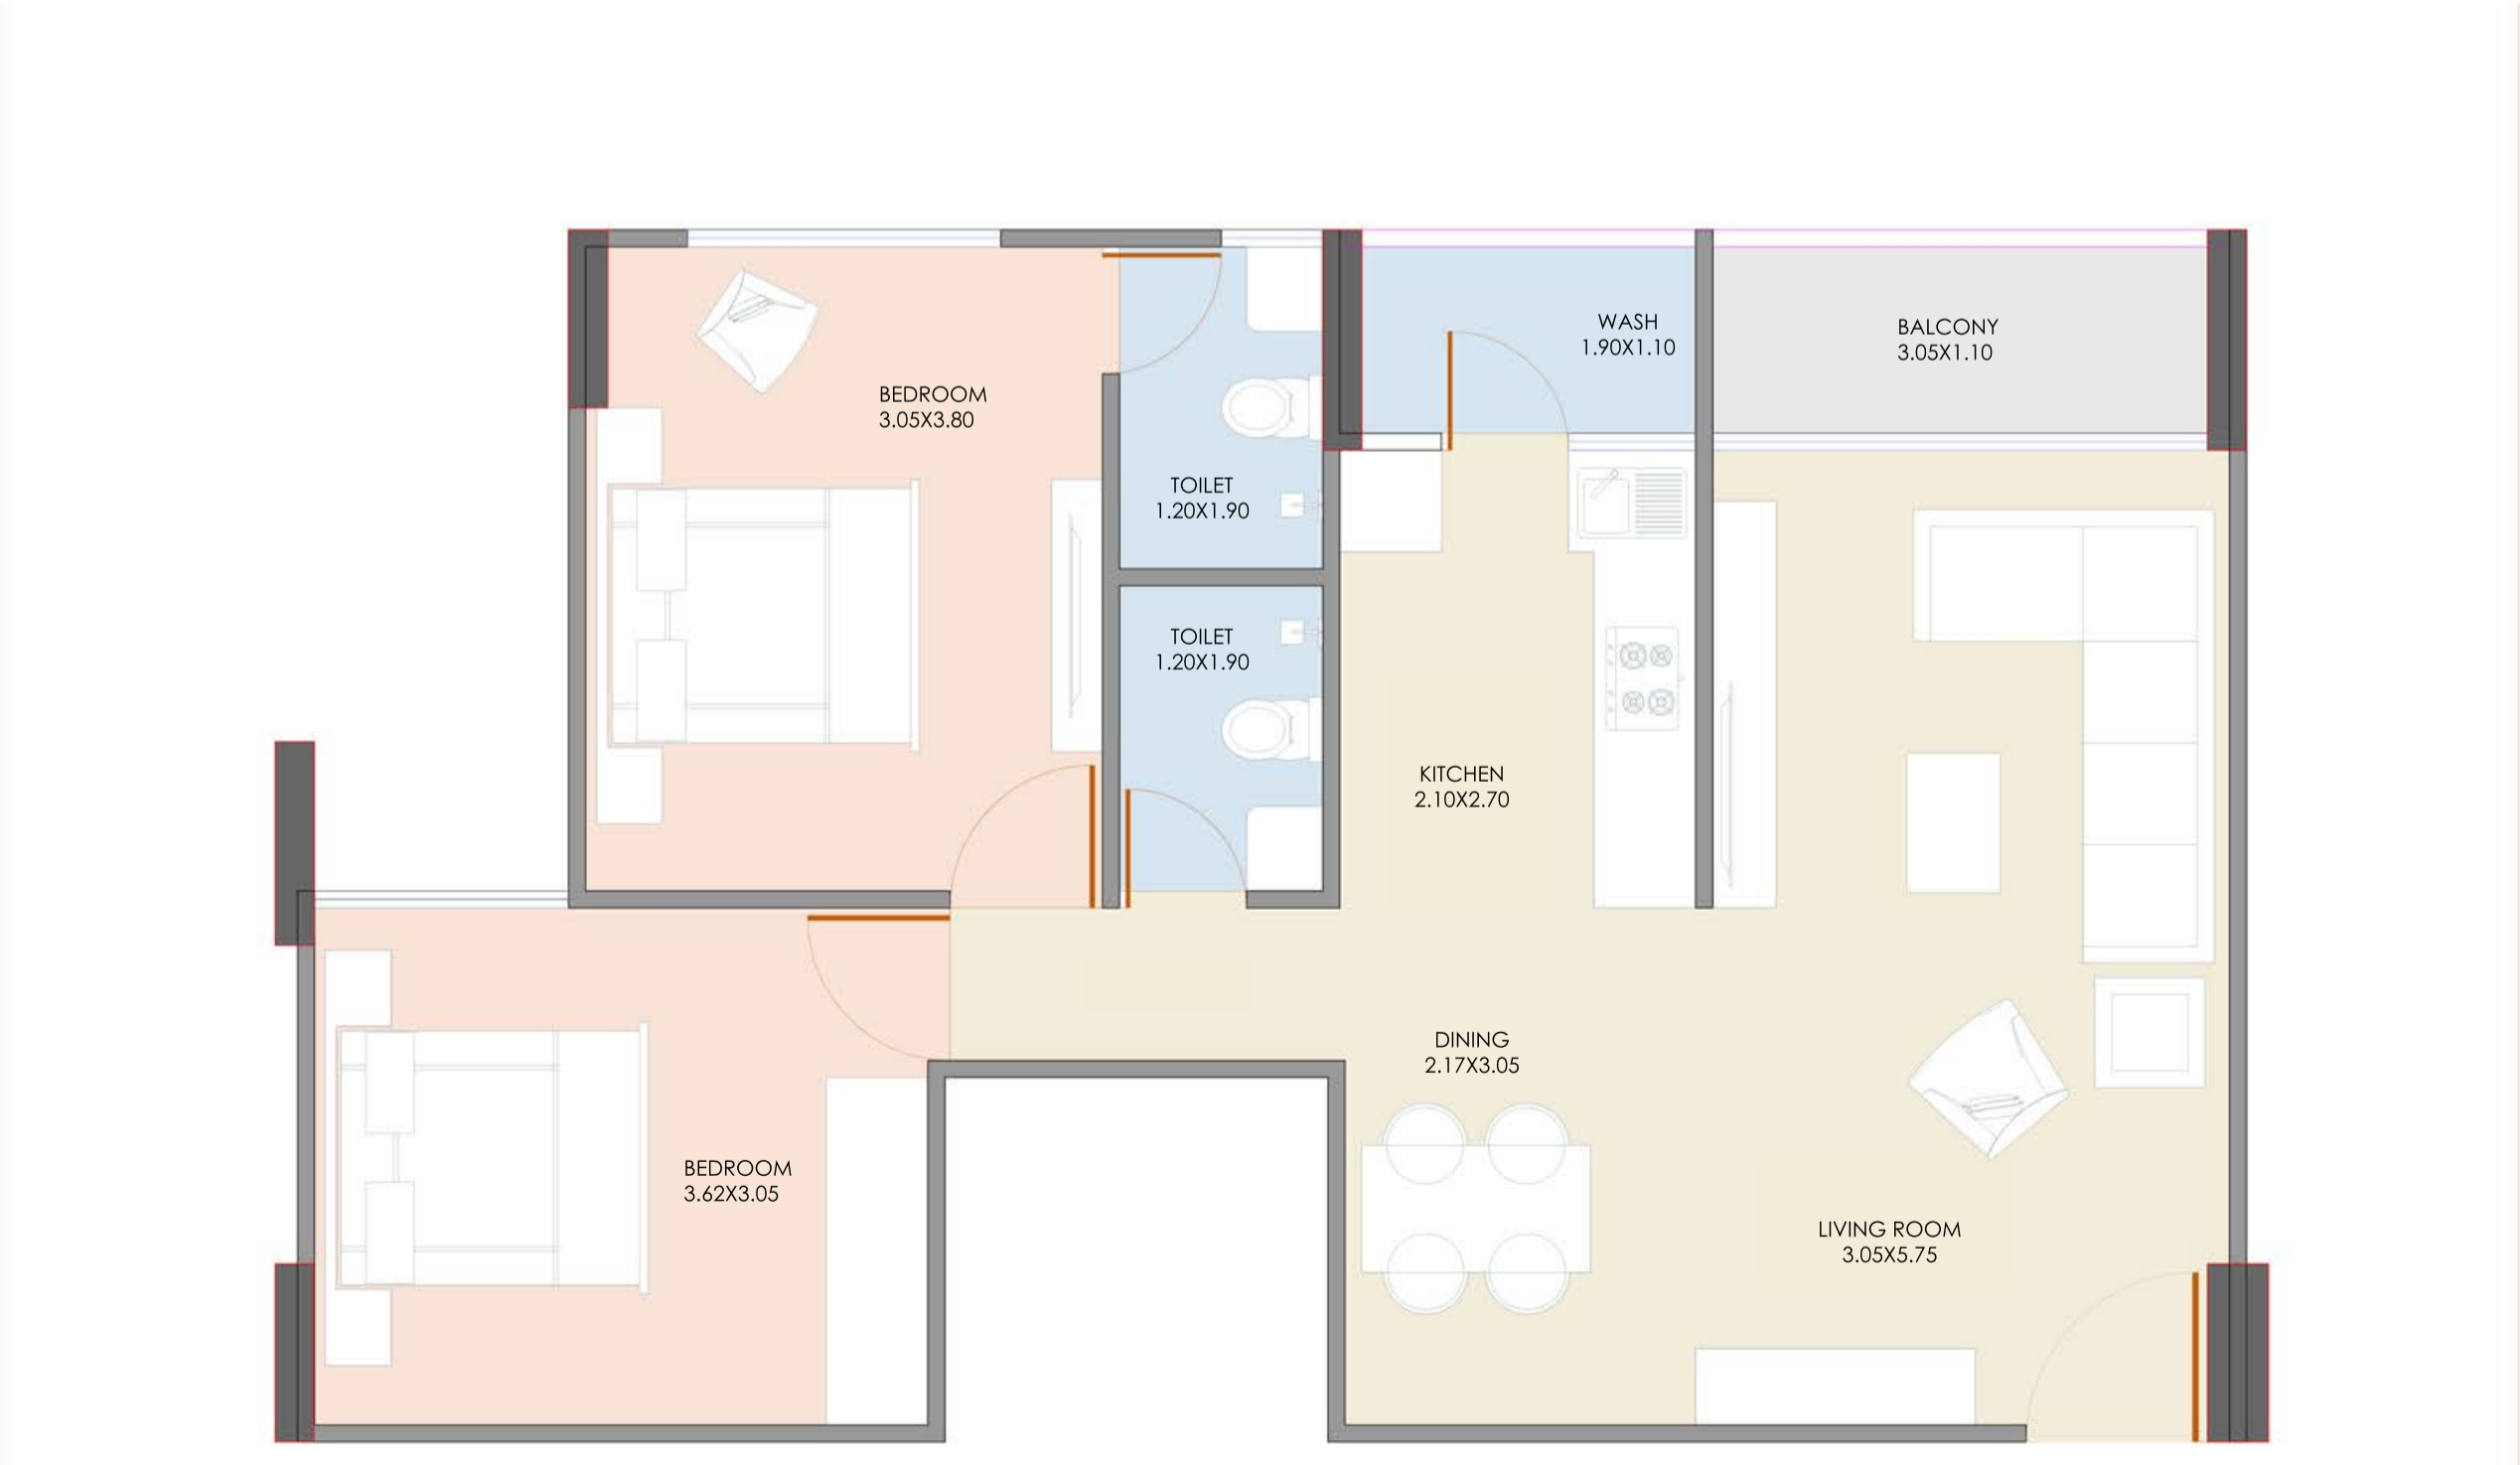 WASH
1.90X1.10
BALCONY
3.05X1.10
BEDROOM
3.05X3.80
TOILET
1.20X1.90
TOILET
1.20X1.90
KITCHEN
2.10X2.70
DINING
2.17X3.05
BEDROOM
3.62X3.05
LIVING ROOM
3.05X5.75